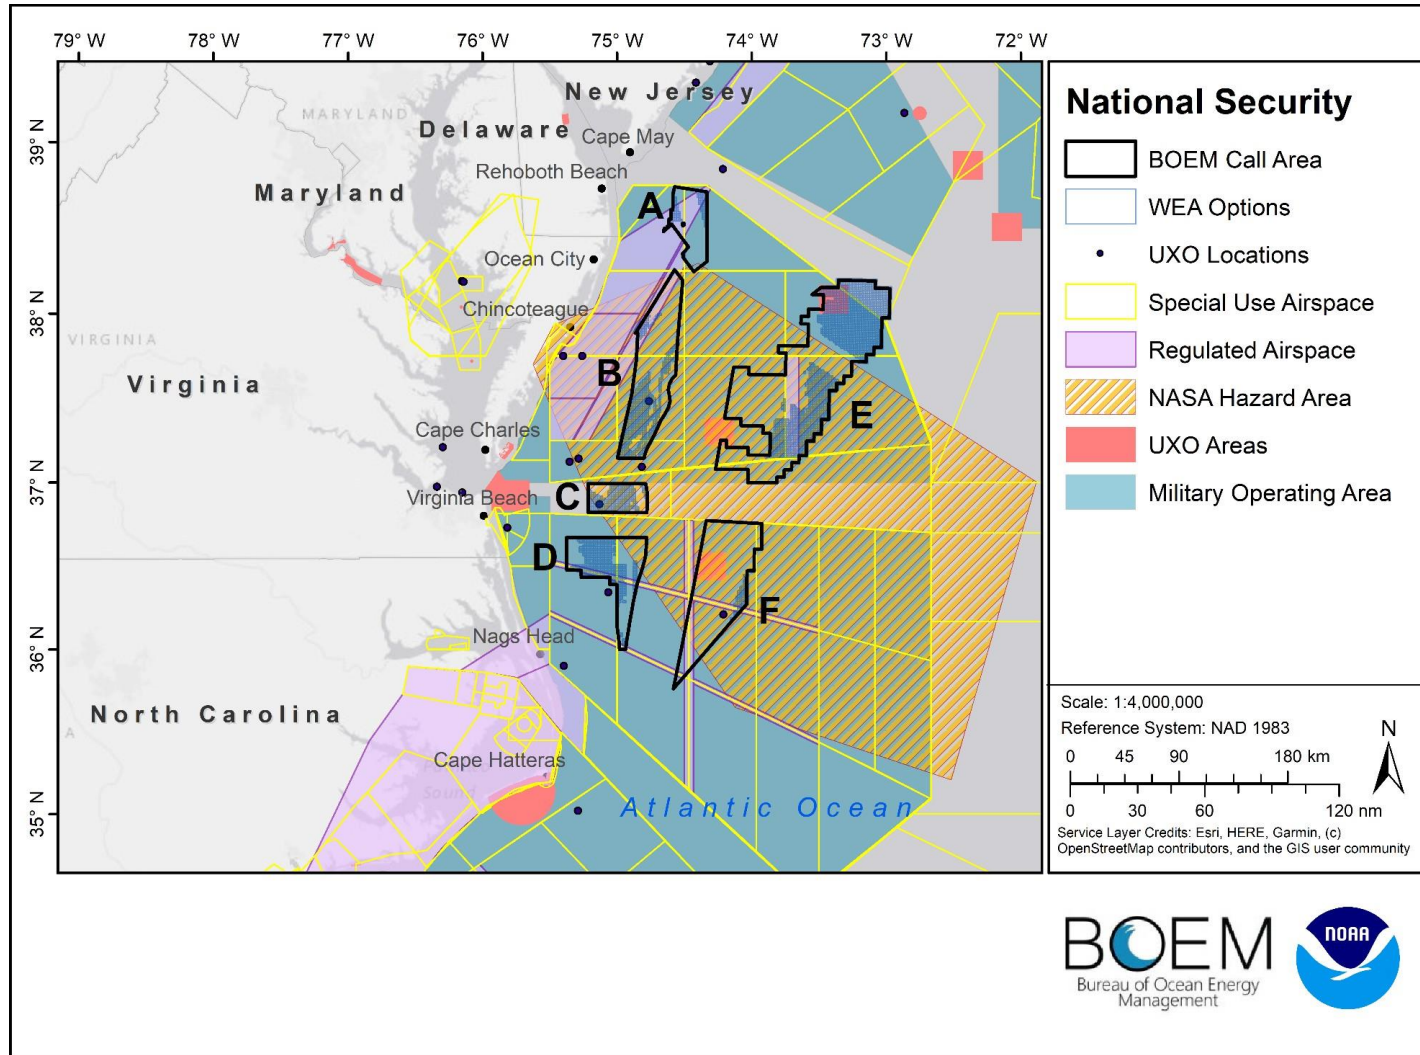 79° W 78° W 77° W 76° W 75° W 74° W 73° W 72° W
39° N
38° N
37° N
36° N
35° N
New Jersey
MARYLAND
Delaware
Cape May
Rehoboth Beach
Maryland
A
Ocean City
Chincoteague
VIRGINIA
B
Virginia
E
Cape Charles
Virginia Beach
C
D
F
Nags Head
North Carolina
A
Cape Hatteras
Sound
Atlantic Ocean
National Security
BOEM Call Area
WEA Options
UXO Locations
Special Use Airspace
Regulated Airspace
NASA Hazard Area
UXO Areas
Military Operating Area
Scale: 1:4,000,000
Reference System: NAD 1983
N
0 45 90 180 km
0 30 60 120 nm
Service Layer Credits: Esri, HERE, Garmin, (c)
OpenStreetMap contributors, and the GIS user community
BOEM
Bureau of Ocean Energy
Management
NOAA